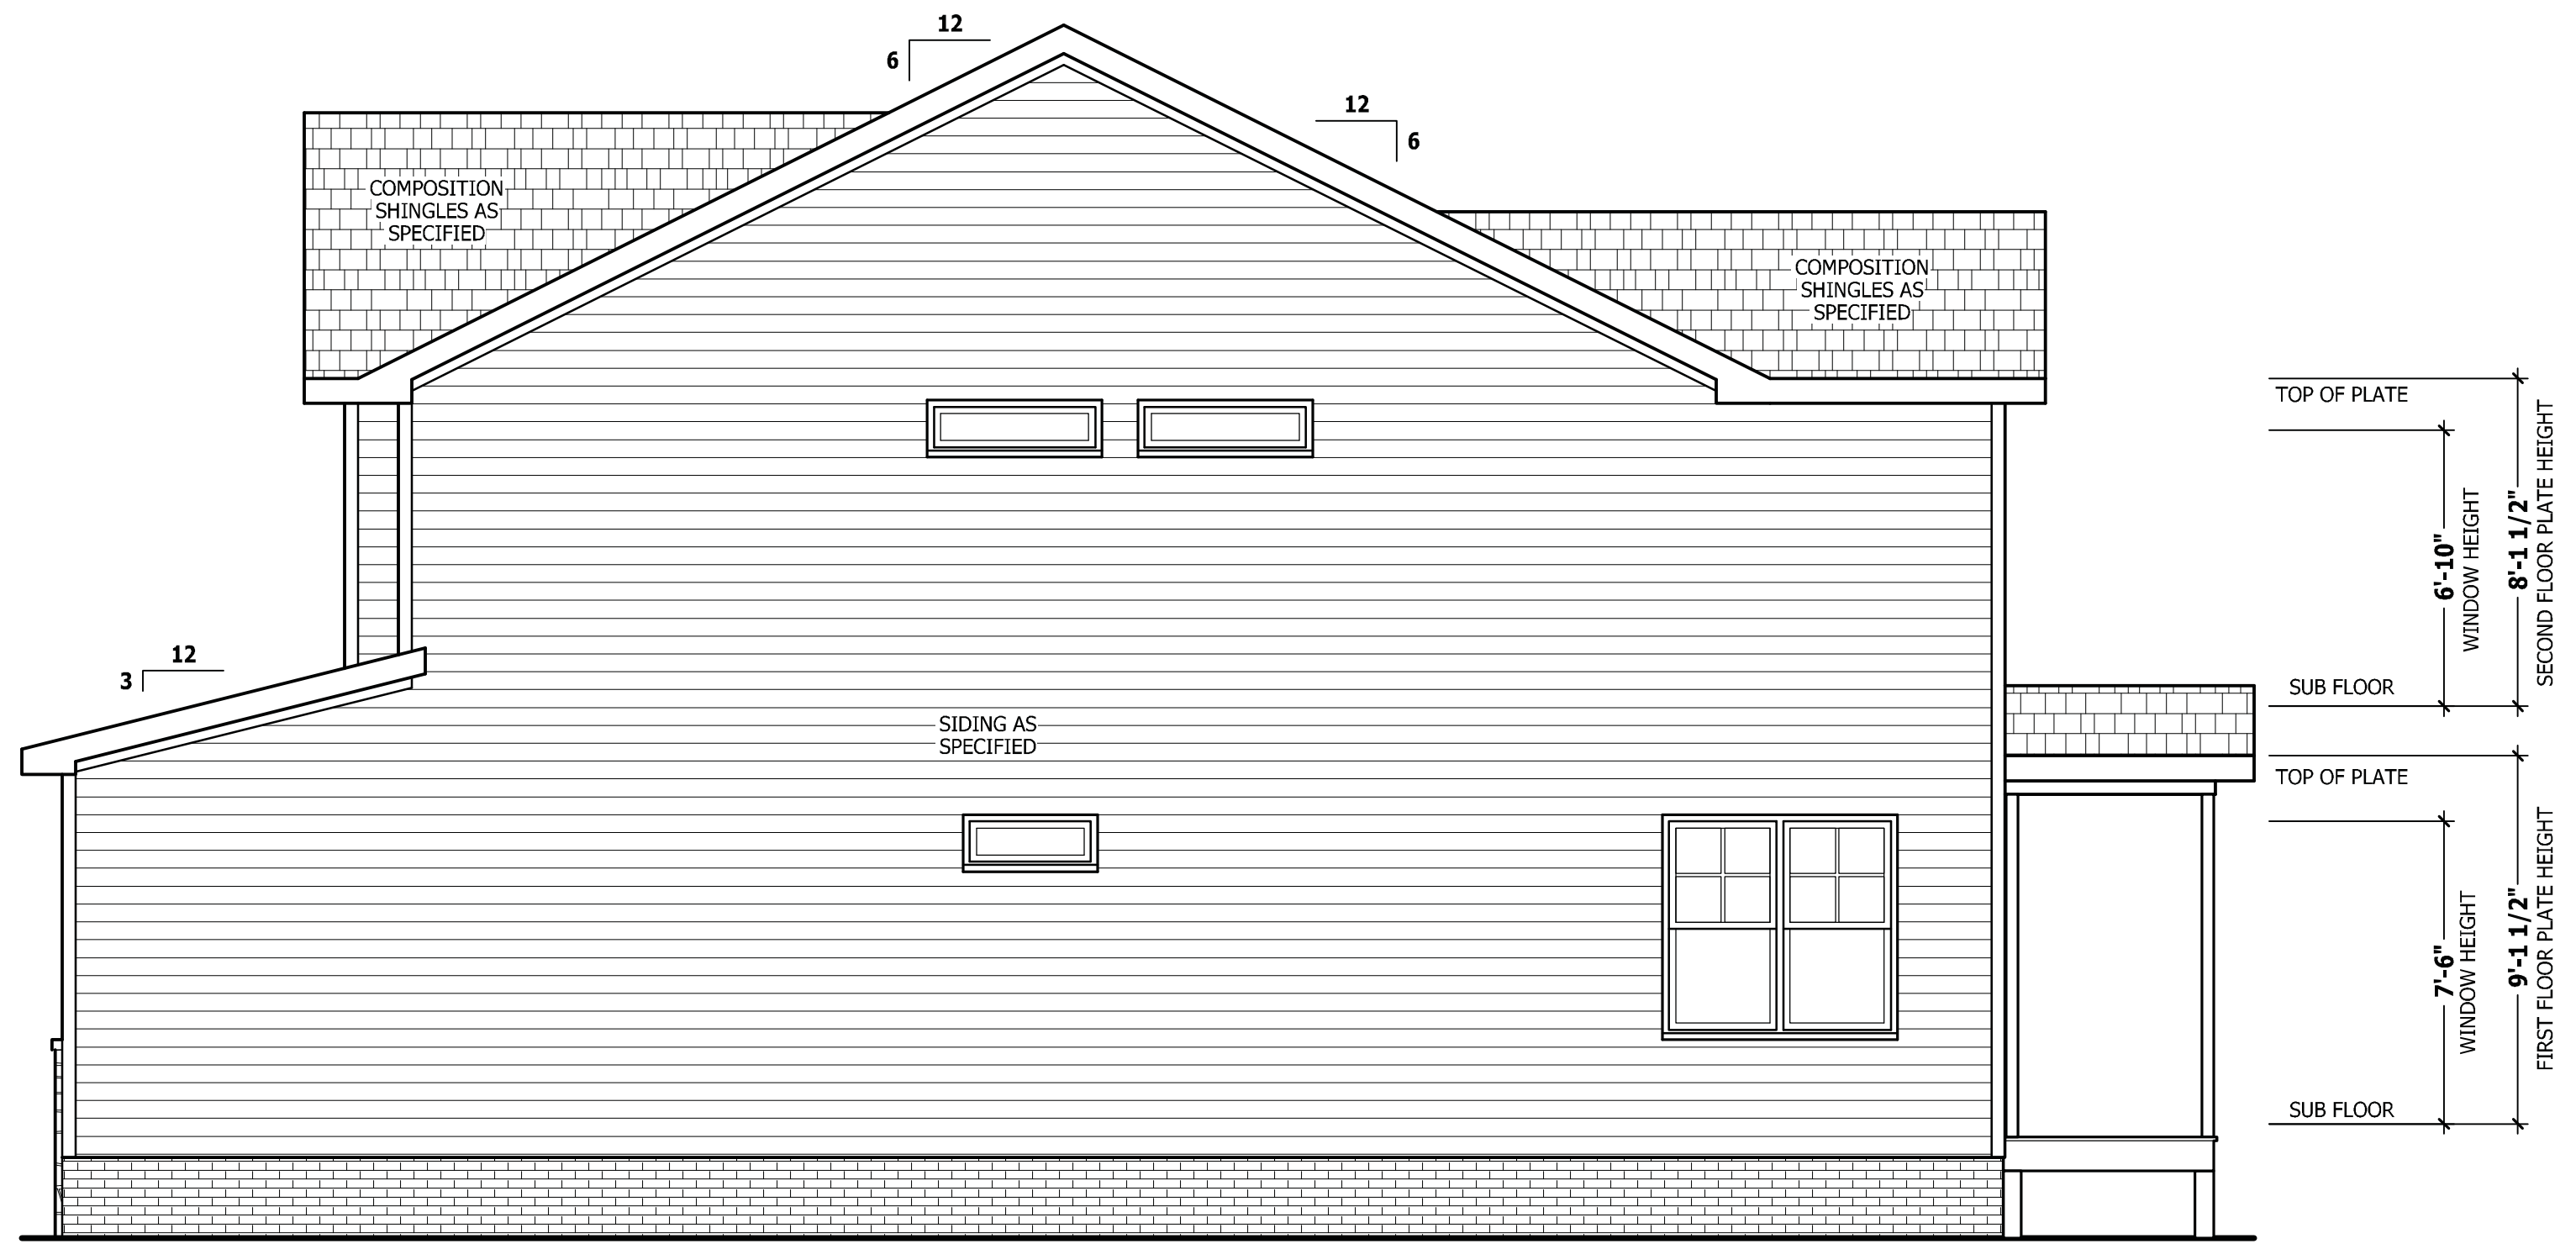 12
6
12
6
COMPOSITION
SHINGLES AS
SPECIFIED
COMPOSITION
SHINGLES AS
SPECIFIED
TOP OF PLATE
6'-10"
WINDOW HEIGHT
8'-1 1/2"
SECOND FLOOR PLATE HEIGHT
12
3
SUB FLOOR
SIDING AS
SPECIFIED
TOP OF PLATE
7'-6"
WINDOW HEIGHT
9'-1 1/2"
FIRST FLOOR PLATE HEIGHT
SUB FLOOR